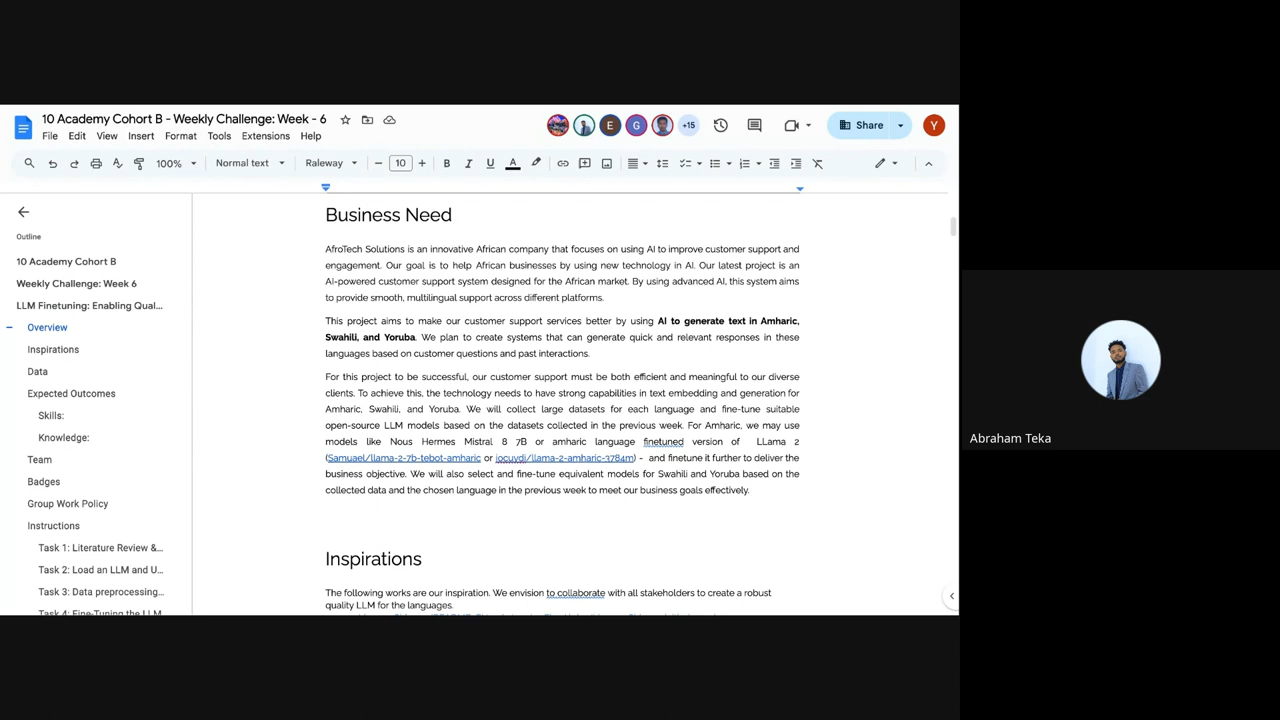 10 Academy Cohort B - Weekly Challenge: Week - 6
File Edit View Insert Format Tools Extensions Help
E G +15 Share Y
100% Normal text Raleway 10 B I U A
Outline
10 Academy Cohort B
Weekly Challenge: Week 6
LLM Finetuning: Enabling Qual...
Overview
Inspirations
Data
Expected Outcomes
Skills:
Knowledge:
Team
Badges
Group Work Policy
Instructions
Task 1: Literature Review &...
Task 2: Load an LLM and U...
Task 3: Data preprocessing...
Task 4: Fine-Tuning the LLM
Business Need
AfroTech Solutions is an innovative African company that focuses on using AI to improve customer support and
engagement. Our goal is to help African businesses by using new technology in AI. Our latest project is an
AI-powered customer support system designed for the African market. By using advanced AI, this system aims
to provide smooth, multilingual support across different platforms.
This project aims to make our customer support services better by using AI to generate text in Amharic,
Swahili, and Yoruba. We plan to create systems that can generate quick and relevant responses in these
languages based on customer questions and past interactions.
For this project to be successful, our customer support must be both efficient and meaningful to our diverse
clients. To achieve this, the technology needs to have strong capabilities in text embedding and generation for
Amharic, Swahili, and Yoruba. We will collect large datasets for each language and fine-tune suitable
open-source LLM models based on the datasets collected in the previous week. For Amharic, we may use
models like Nous Hermes Mistral 8 7B or amharic language finetuned version of LLama 2
(Samuael/llama-2-7b-tebot-amharic or iocuydi/llama-2-amharic-3784m) - and finetune it further to deliver the
business objective. We will also select and fine-tune equivalent models for Swahili and Yoruba based on the
collected data and the chosen language in the previous week to meet our business goals effectively.
Inspirations
The following works are our inspiration. We envision to collaborate with all stakeholders to create a robust
quality LLM for the languages.
Abraham Teka